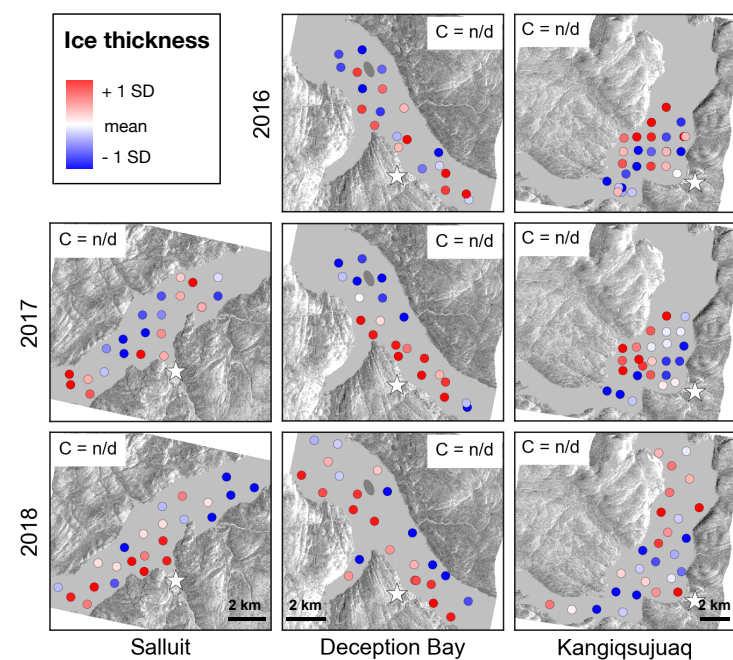 Ice thickness
+ 1 SD
mean
- 1 SD
2016
C = n/d
C = n/d
2017
C = n/d
C = n/d
C = n/d
2018
C = n/d
C = n/d
C = n/d
2 km
2 km
2 km
Salluit
Deception Bay
Kangiqsujuaq